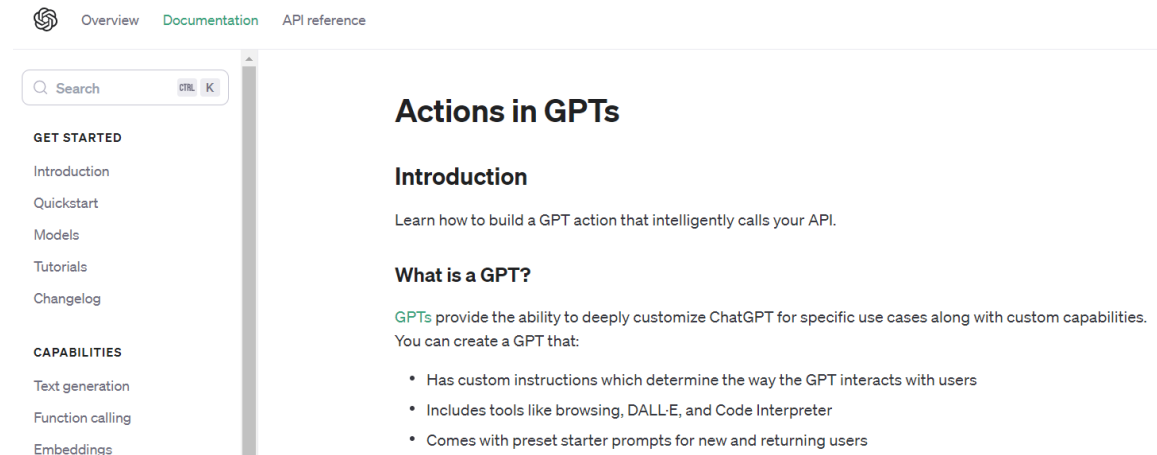 Overview Documentation API reference
Search CTRL K
GET STARTED
Introduction
Quickstart
Models
Tutorials
Changelog
CAPABILITIES
Text generation
Function calling
Embeddings
Actions in GPTs
Introduction
Learn how to build a GPT action that intelligently calls your API.
What is a GPT?
GPTs provide the ability to deeply customize ChatGPT for specific use cases along with custom capabilities.
You can create a GPT that:
• Has custom instructions which determine the way the GPT interacts with users
• Includes tools like browsing, DALL·E, and Code Interpreter
• Comes with preset starter prompts for new and returning users